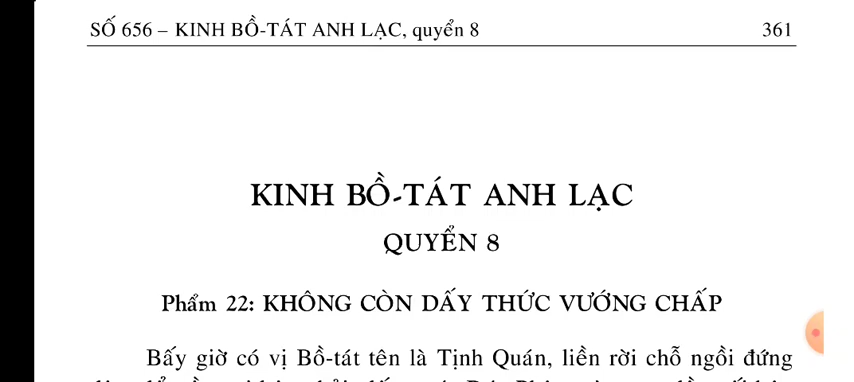 SỐ 656 – KINH BỒ-TÁT ANH LẠC, quyển 8 361
KINH BỒ-TÁT ANH LẠC
QUYỂN 8
Phẩm 22: KHÔNG CÒN DẤY THỨC VƯỚNG CHẤP
Bấy giờ có vị Bồ-tát tên là Tịnh Quán, liền rời chỗ ngồi đứng